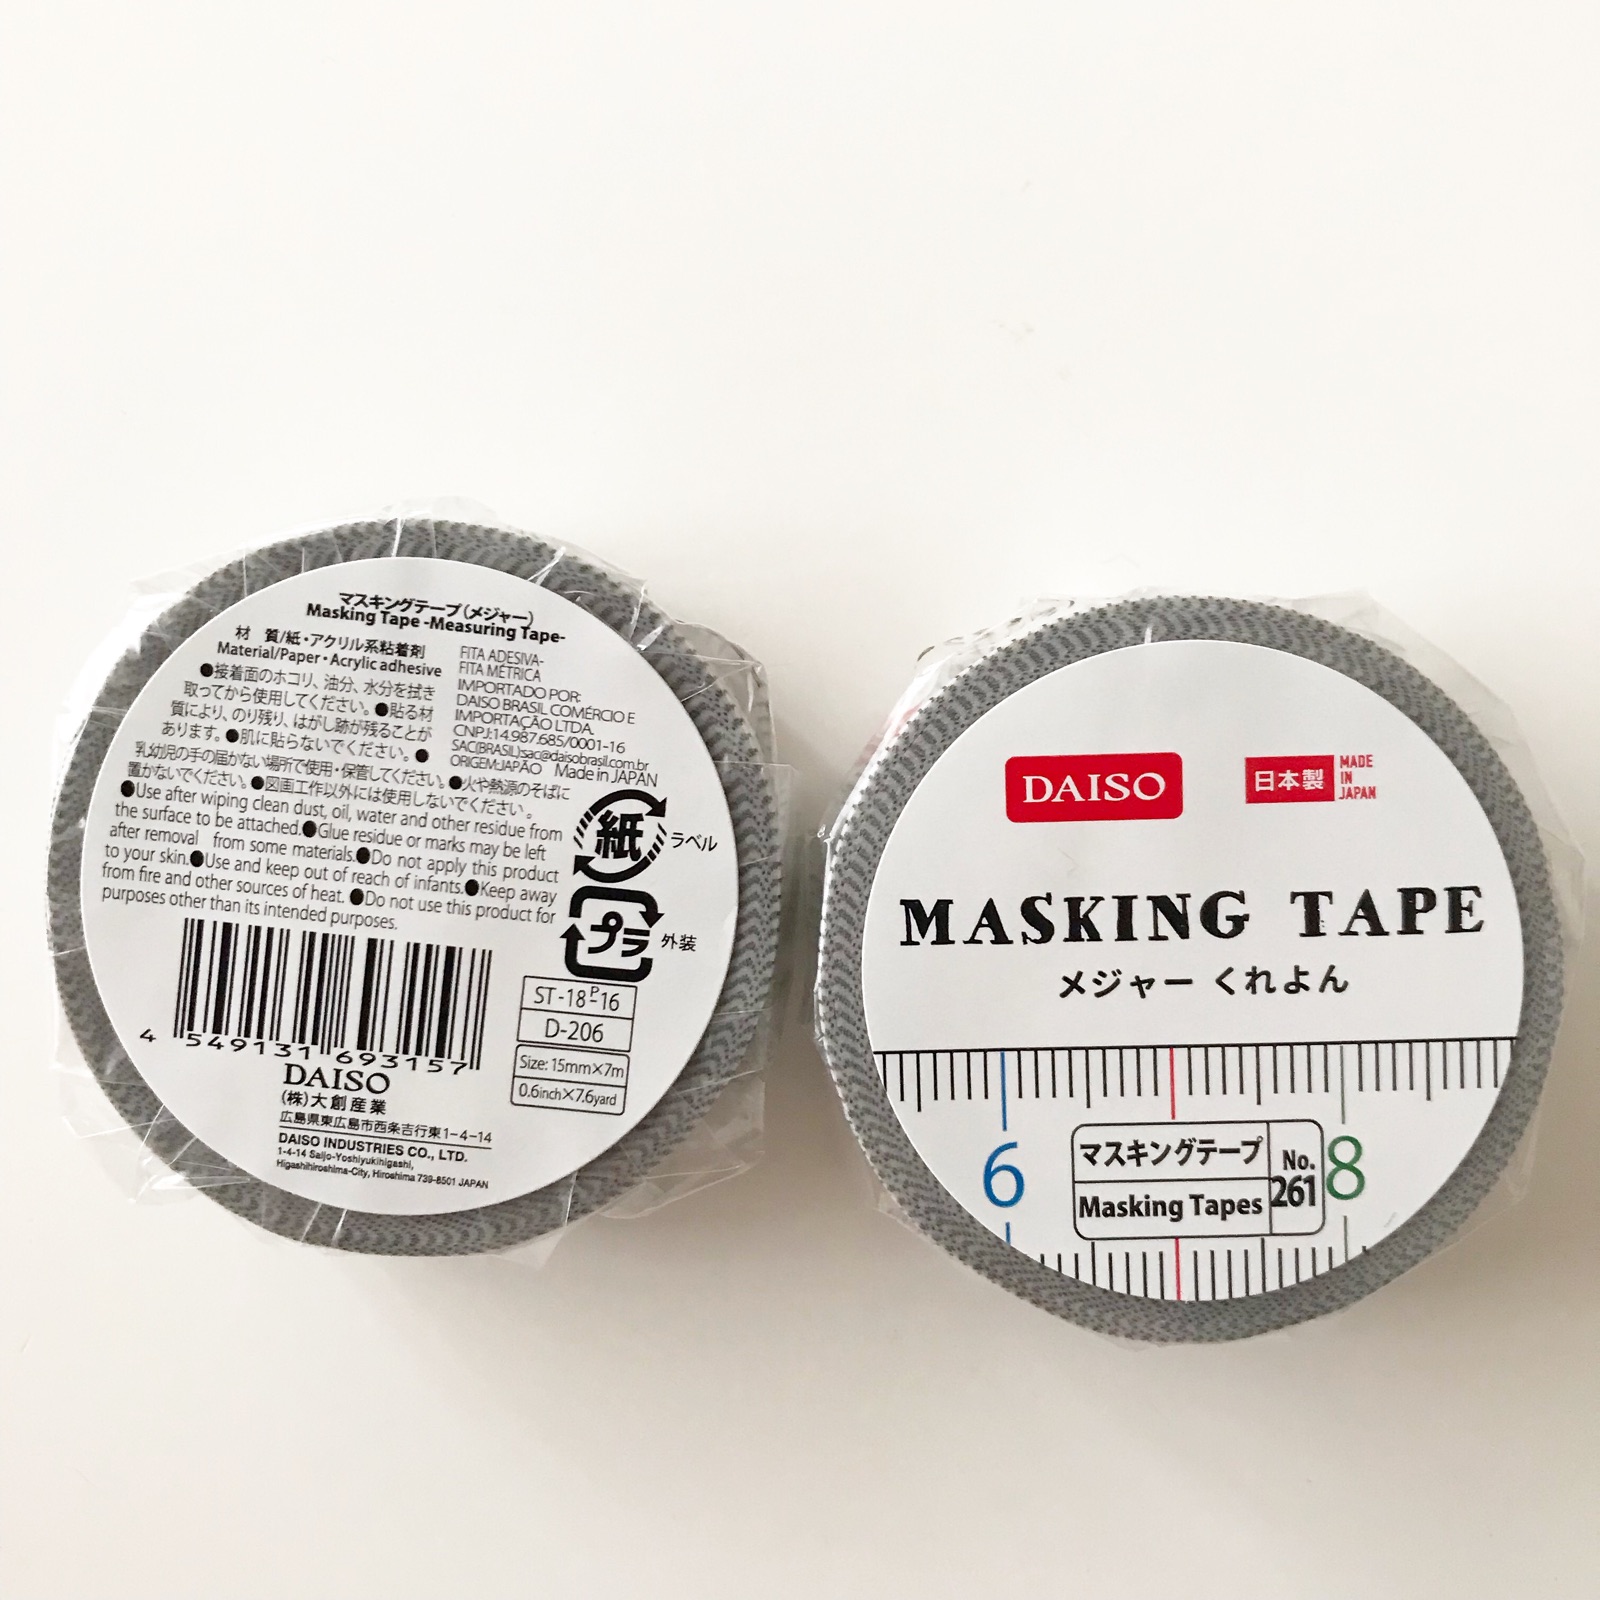 マスキングテープ(メジャー)
Masking Tape -Measuring Tape-
材 質/紙・アクリル系粘着剤
Material/Paper・Acrylic adhesive
●接着面のホコリ、油分、水分を拭き
取ってから使用してください。●貼る材
質により、のり残り、はがし跡が残ることが
あります。●肌に貼らないでください。●
乳幼児の手の届かない場所で使用・保管してください。●火や熱源のそばに
置かないでください。●図画工作以外には使用しないでください。
FITA ADESIVA-
FITA MÉTRICA
IMPORTADO POR:
DAISO BRASIL COMÉRCIO E
IMPORTAÇÃO LTDA.
CNPJ:14.987.685/0001-16
SAC(BRASIL):sac@daisobrasil.com.br
ORIGEM:JAPÃO Made in JAPAN
●Use after wiping clean dust, oil, water and other residue from
the surface to be attached.●Glue residue or marks may be left
after removal from some materials.●Do not apply this product
to your skin.●Use and keep out of reach of infants.●Keep away
from fire and other sources of heat. ●Do not use this product for
purposes other than its intended purposes.
紙 ラベル
プラ 外装
4 549131 693157
ST-18-P-16
D-206
Size: 15mm×7m
0.6inch×7.6yard
DAISO
(株)大創産業
広島県東広島市西条吉行東1-4-14
DAISO INDUSTRIES CO., LTD.
1-4-14 Saijo-Yoshiyukihigashi,
Higashihiroshima-City, Hiroshima 739-8501 JAPAN
DAISO
日本製
MADE
IN
JAPAN
MASKING TAPE
メジャー くれよん
6
マスキングテープ
Masking Tapes
No.
261
8